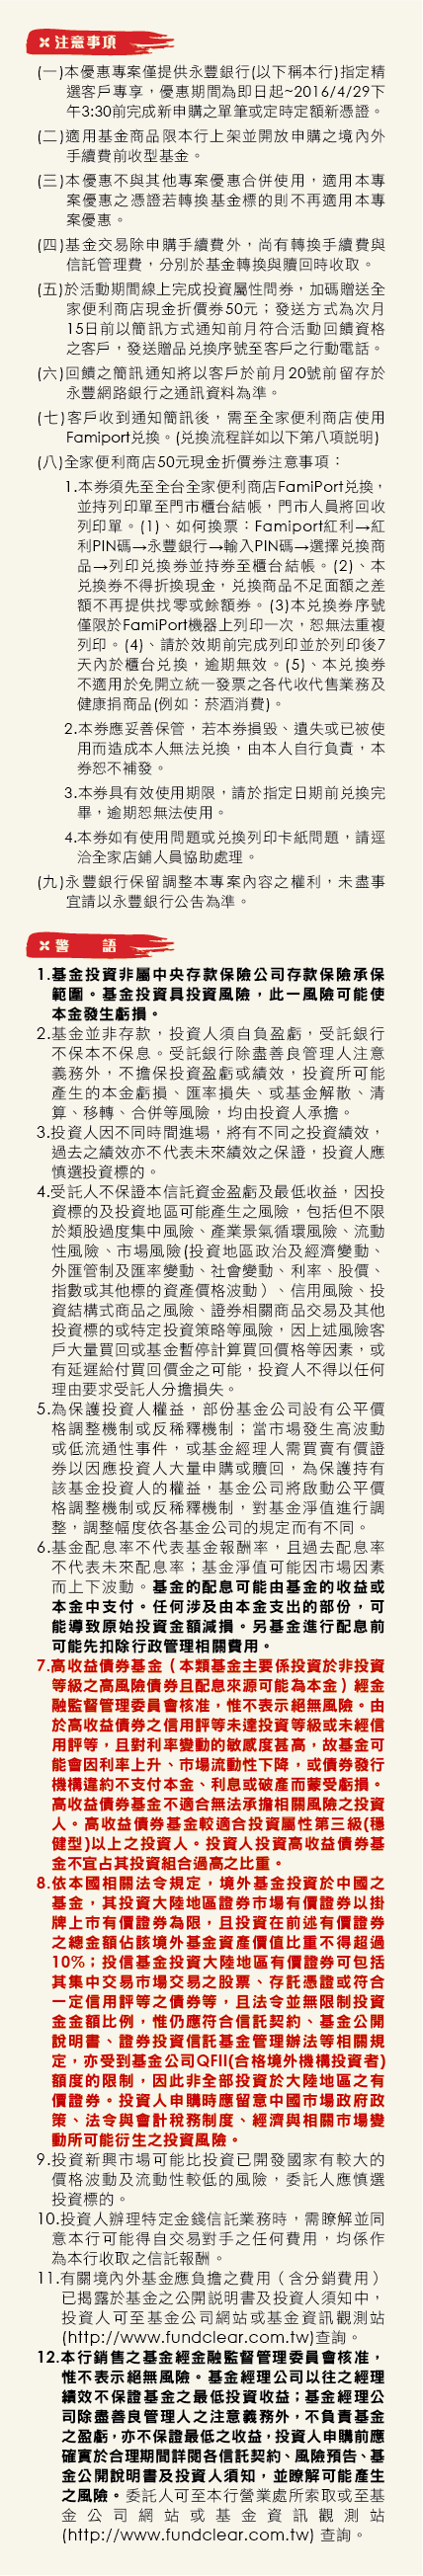 注意事項
(一)本優惠專案僅提供永豐銀行(以下稱本行)指定精
選客戶專享，優惠期間為即日起~2016/4/29下
午3:30前完成新申購之單筆或定時定額新憑證。
(二)適用基金商品限本行上架並開放申購之境內外
手續費前收型基金。
(三)本優惠不與其他專案優惠合併使用，適用本專
案優惠之憑證若轉換基金標的則不再適用本專
案優惠。
(四)基金交易除申購手續費外，尚有轉換手續費與
信託管理費，分別於基金轉換與贖回時收取。
(五)於活動期間線上完成投資屬性問券，加碼贈送全
家便利商店現金折價券50元；發送方式為次月
15日前以簡訊方式通知前月符合活動回饋資格
之客戶，發送贈品兌換序號至客戶之行動電話。
(六)回饋之簡訊通知將以客戶於前月20號前留存於
永豐網路銀行之通訊資料為準。
(七)客戶收到通知簡訊後，需至全家便利商店使用
Famiport兌換。(兌換流程詳如以下第八項説明)
(八)全家便利商店50元現金折價券注意事項：
1.本券須先至全台全家便利商店FamiPort兌換，
並持列印單至門市櫃台結帳，門市人員將回收
列印單。(1)、如何換票：Famiport紅利→紅
利PIN碼→永豐銀行→輸入PIN碼→選擇兌換商
品→列印兌換券並持券至櫃台結帳。(2)、本
兌換券不得折換現金，兌換商品不足面額之差
額不再提供找零或餘額券。(3)本兌換券序號
僅限於FamiPort機器上列印一次，恕無法重複
列印。(4)、請於效期前完成列印並於列印後7
天內於櫃台兌換，逾期無效。(5)、本兌換券
不適用於免開立統一發票之各代收代售業務及
健康捐商品(例如：菸酒消費)。
2.本券應妥善保管，若本券損毀、遺失或已被使
用而造成本人無法兌換，由本人自行負責，本
券恕不補發。
3.本券具有效使用期限，請於指定日期前兌換完
畢，逾期恕無法使用。
4.本券如有使用問題或兌換列印卡紙問題，請逕
洽全家店鋪人員協助處理。
(九)永豐銀行保留調整本專案內容之權利，未盡事
宜請以永豐銀行公告為準。
警 語
1.基金投資非屬中央存款保險公司存款保險承保
範圍。基金投資具投資風險，此一風險可能使
本金發生虧損。
2.基金並非存款，投資人須自負盈虧，受託銀行
不保本不保息。受託銀行除盡善良管理人注意
義務外，不擔保投資盈虧或績效，投資所可能
產生的本金虧損、匯率損失、或基金解散、清
算、移轉、合併等風險，均由投資人承擔。
3.投資人因不同時間進場，將有不同之投資績效，
過去之績效亦不代表未來績效之保證，投資人應
慎選投資標的。
4.受託人不保證本信託資金盈虧及最低收益，因投
資標的及投資地區可能產生之風險，包括但不限
於類股過度集中風險、產業景氣循環風險、流動
性風險、市場風險(投資地區政治及經濟變動、
外匯管制及匯率變動、社會變動、利率、股價、
指數或其他標的資產價格波動）、信用風險、投
資結構式商品之風險、證券相關商品交易及其他
投資標的或特定投資策略等風險，因上述風險客
戶大量買回或基金暫停計算買回價格等因素，或
有延遲給付買回價金之可能，投資人不得以任何
理由要求受託人分擔損失。
5.為保護投資人權益，部份基金公司設有公平價
格調整機制或反稀釋機制；當市場發生高波動
或低流通性事件，或基金經理人需買賣有價證
券以因應投資人大量申購或贖回，為保護持有
該基金投資人的權益，基金公司將啟動公平價
格調整機制或反稀釋機制，對基金淨值進行調
整，調整幅度依各基金公司的規定而有不同。
6.基金配息率不代表基金報酬率，且過去配息率
不代表未來配息率；基金淨值可能因市場因素
而上下波動。基金的配息可能由基金的收益或
本金中支付。任何涉及由本金支出的部份，可
能導致原始投資金額減損。另基金進行配息前
可能先扣除行政管理相關費用。
7.高收益債券基金（本類基金主要係投資於非投資
等級之高風險債券且配息來源可能為本金）經金
融監督管理委員會核准，惟不表示絕無風險。由
於高收益債券之信用評等未達投資等級或未經信
用評等，且對利率變動的敏感度甚高，故基金可
能會因利率上升、市場流動性下降，或債券發行
機構違約不支付本金、利息或破產而蒙受虧損。
高收益債券基金不適合無法承擔相關風險之投資
人。高收益債券基金較適合投資屬性第三級(穩
健型)以上之投資人。投資人投資高收益債券基
金不宜占其投資組合過高之比重。
8.依本國相關法令規定，境外基金投資於中國之
基金，其投資大陸地區證券市場有價證券以掛
牌上市有價證券為限，且投資在前述有價證券
之總金額佔該境外基金資產價值比重不得超過
10%；投信基金投資大陸地區有價證券可包括
其集中交易市場交易之股票、存託憑證或符合
一定信用評等之債券等，且法令並無限制投資
金金額比例，惟仍應符合信託契約、基金公開
說明書、證券投資信託基金管理辦法等相關規
定，亦受到基金公司QFII(合格境外機構投資者)
額度的限制，因此非全部投資於大陸地區之有
價證券。投資人申購時應留意中國市場政府政
策、法令與會計稅務制度、經濟與相關市場變
動所可能衍生之投資風險。
9.投資新興市場可能比投資已開發國家有較大的
價格波動及流動性較低的風險，委託人應慎選
投資標的。
10.投資人辦理特定金錢信託業務時，需瞭解並同
意本行可能得自交易對手之任何費用，均係作
為本行收取之信託報酬。
11.有關境內外基金應負擔之費用（含分銷費用）
已揭露於基金之公開説明書及投資人須知中，
投資人可至基金公司網站或基金資訊觀測站
(http://www.fundclear.com.tw)查詢。
12.本行銷售之基金經金融監督管理委員會核准，
惟不表示絕無風險。基金經理公司以往之經理
績效不保證基金之最低投資收益；基金經理公
司除盡善良管理人之注意義務外，不負責基金
之盈虧，亦不保證最低之收益，投資人申購前應
確實於合理期間詳閱各信託契約、風險預告、基
金公開說明書及投資人須知，並瞭解可能產生
之風險。委託人可至本行營業處所索取或至基
金公司網站或基金資訊觀測站
(http://www.fundclear.com.tw) 查詢。